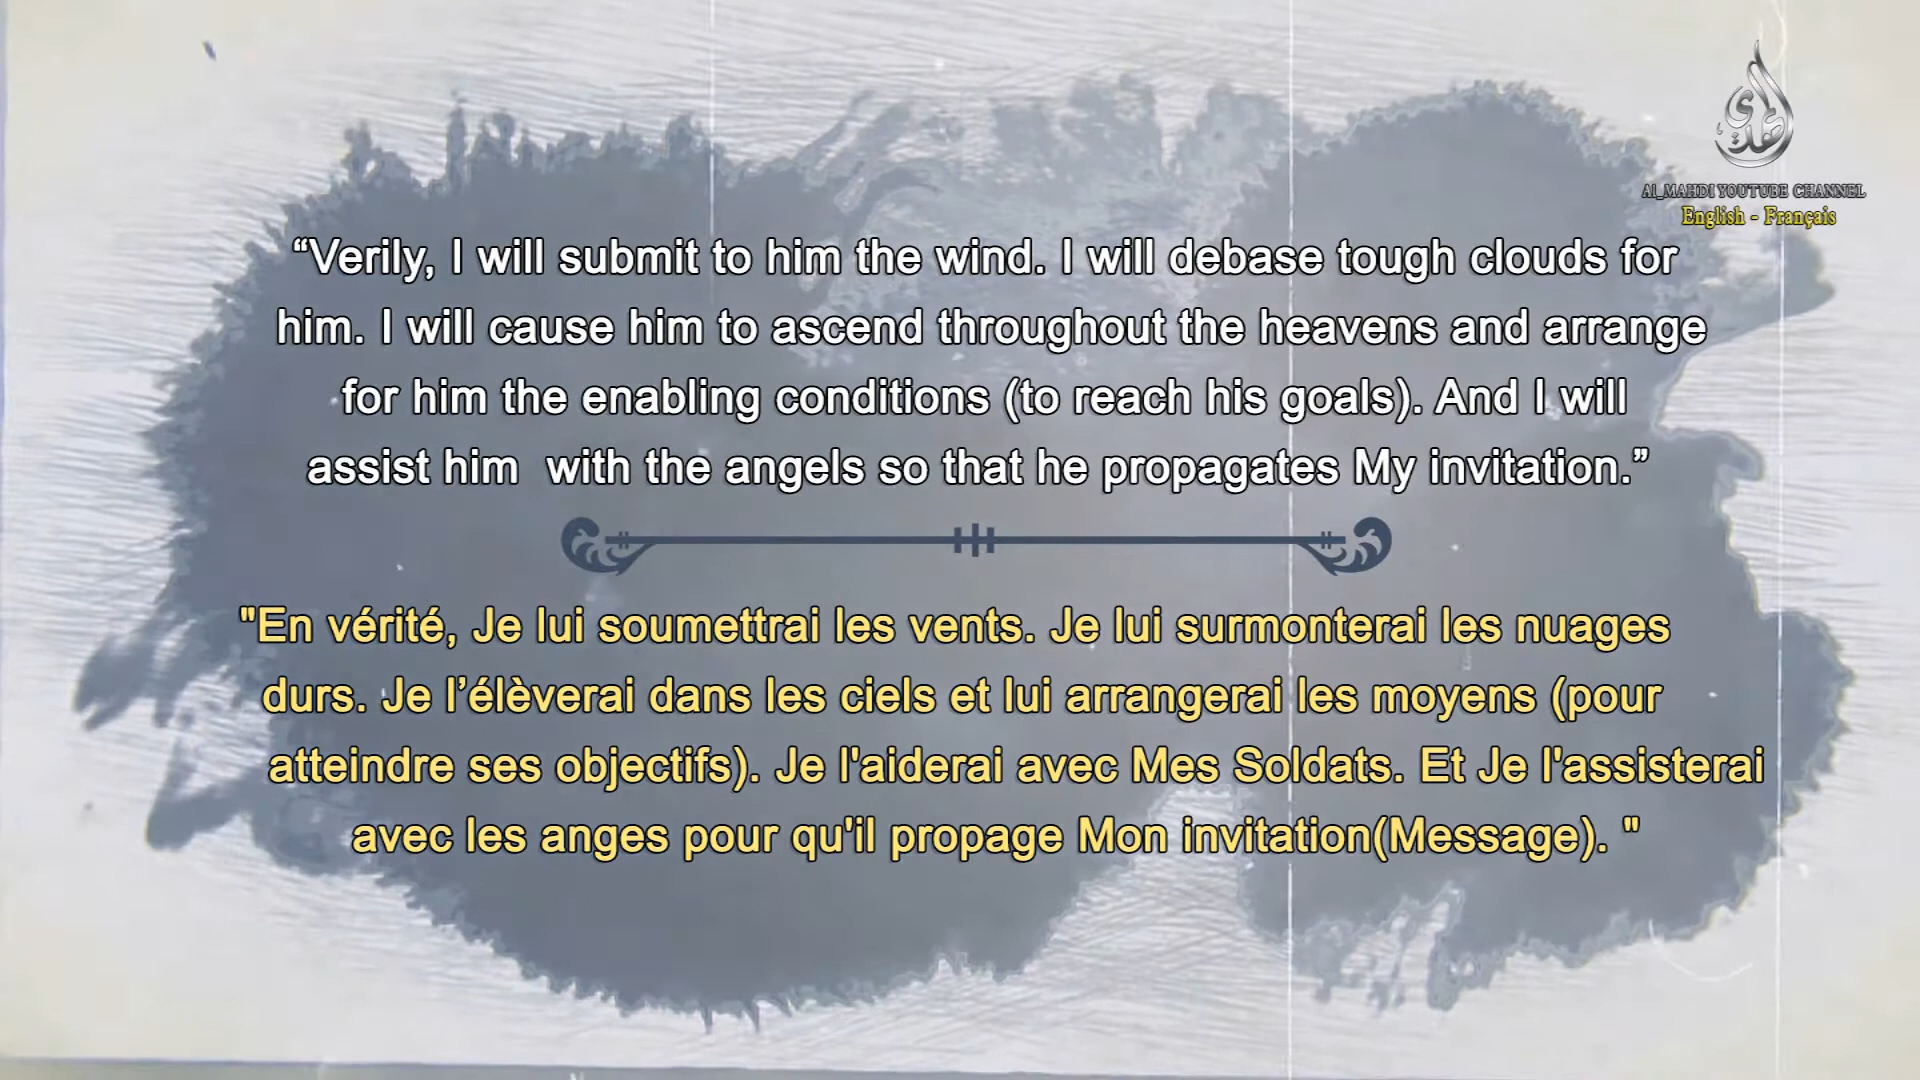 المهدي
Al_MAHDI YOUTUBE CHANNEL
English - Français
“Verily, I will submit to him the wind. I will debase tough clouds for
him. I will cause him to ascend throughout the heavens and arrange
for him the enabling conditions (to reach his goals). And I will
assist him  with the angels so that he propagates My invitation.”
"En vérité, Je lui soumettrai les vents. Je lui surmonterai les nuages
durs. Je l’élèverai dans les ciels et lui arrangerai les moyens (pour
atteindre ses objectifs). Je l'aiderai avec Mes Soldats. Et Je l'assisterai
avec les anges pour qu'il propage Mon invitation(Message). "